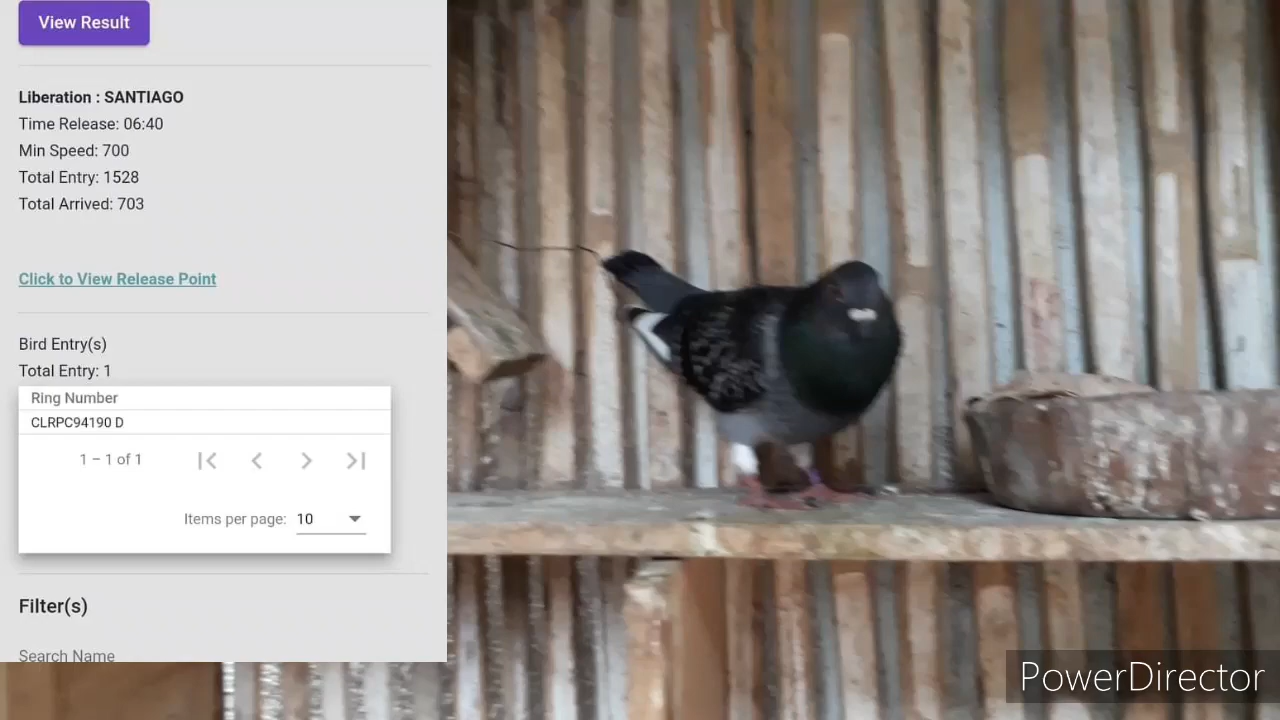 View Result
Liberation : SANTIAGO
Time Release: 06:40
Min Speed: 700
Total Entry: 1528
Total Arrived: 703
Click to View Release Point
Bird Entry(s)
Total Entry: 1
Ring Number
CLRPC94190 D
1 – 1 of 1
Items per page: 10
Filter(s)
Search Name
PowerDirector